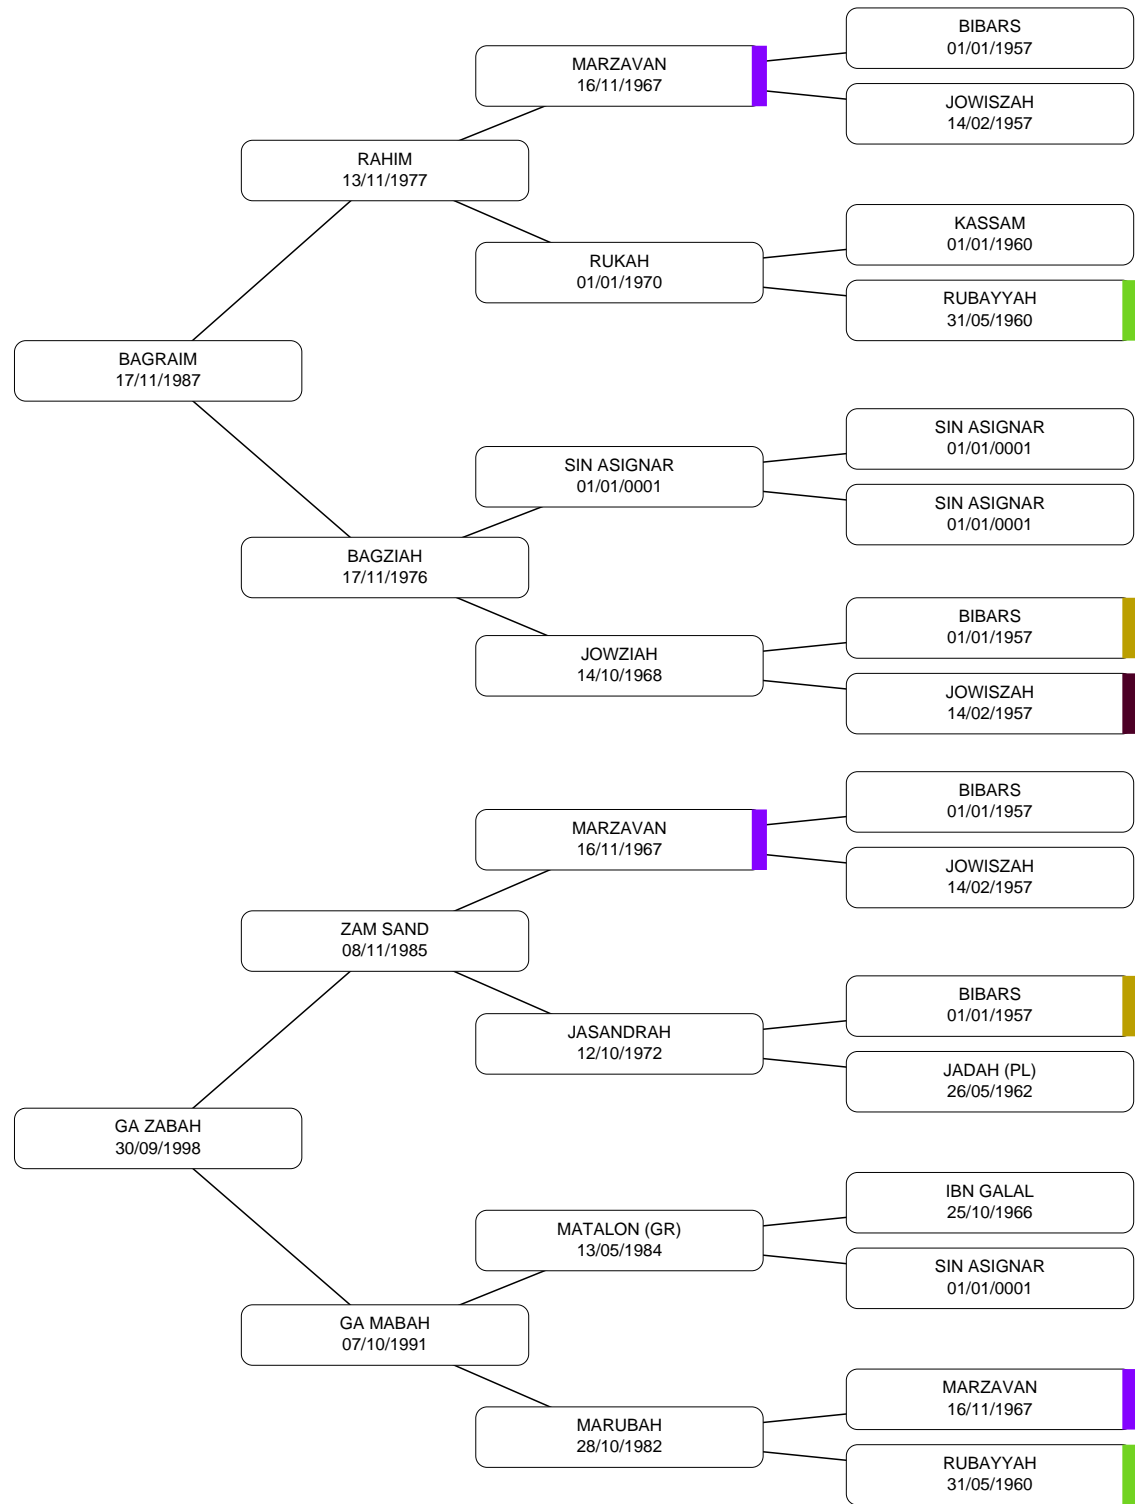 BIBARS
01/01/1957
MARZAVAN
16/11/1967
JOWISZAH
14/02/1957
RAHIM
13/11/1977
KASSAM
01/01/1960
RUKAH
01/01/1970
RUBAYYAH
31/05/1960
BAGRAIM
17/11/1987
SIN ASIGNAR
01/01/0001
SIN ASIGNAR
01/01/0001
SIN ASIGNAR
01/01/0001
BAGZIAH
17/11/1976
BIBARS
01/01/1957
JOWZIAH
14/10/1968
JOWISZAH
14/02/1957
BIBARS
01/01/1957
MARZAVAN
16/11/1967
JOWISZAH
14/02/1957
ZAM SAND
08/11/1985
BIBARS
01/01/1957
JASANDRAH
12/10/1972
JADAH (PL)
26/05/1962
GA ZABAH
30/09/1998
IBN GALAL
25/10/1966
MATALON (GR)
13/05/1984
SIN ASIGNAR
01/01/0001
GA MABAH
07/10/1991
MARZAVAN
16/11/1967
MARUBAH
28/10/1982
RUBAYYAH
31/05/1960